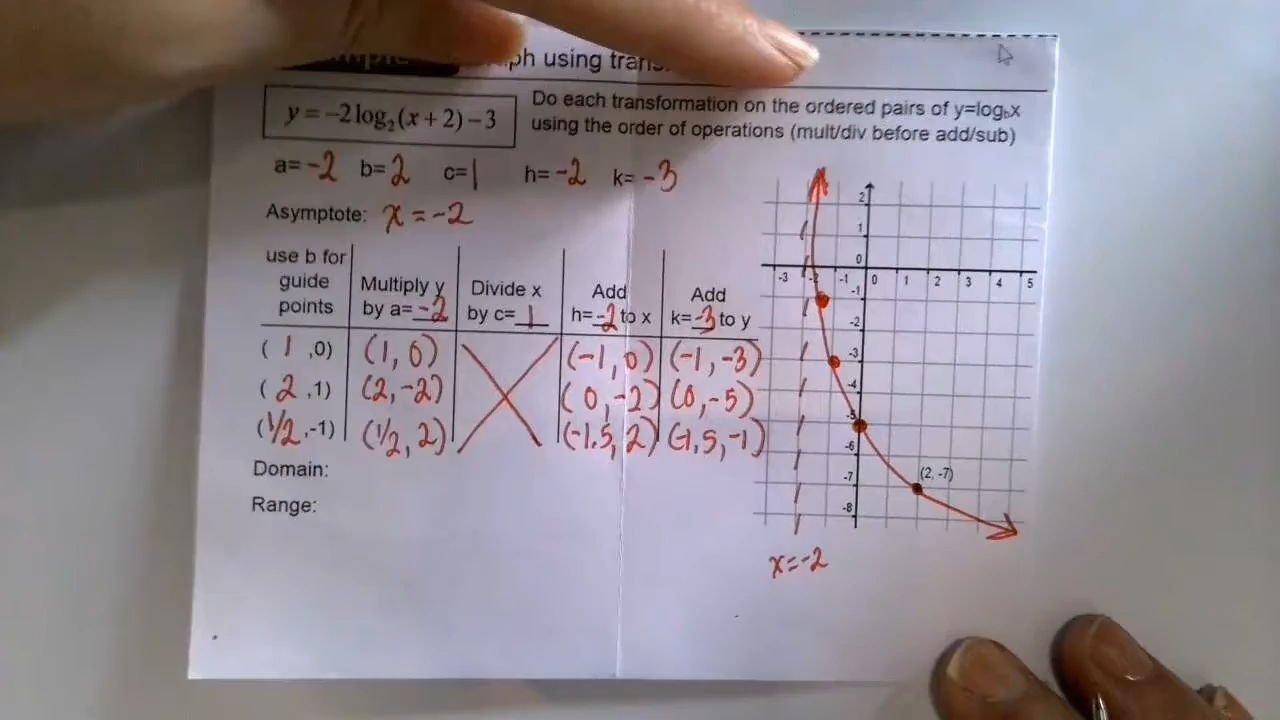 ph using trans
y = -2 log₂(x + 2) - 3
Do each transformation on the ordered pairs of y=log_b x
using the order of operations (mult/div before add/sub)
a= -2 b= 2 c= 1 h= -2 k= -3
Asymptote: x = -2
use b for guide points
Multiply y by a= -2
Divide x by c= 1
Add h= -2 to x
Add k= -3 to y
( 1 ,0) (1, 0) (-1, 0) (-1, -3)
( 2 ,1) (2, -2) (0, -2) (0, -5)
(1/2 ,-1) (1/2, 2) (-1.5, 2) (-1.5, -1)
Domain:
Range:
2
1
0
-3 -2 -1 0 1 2 3 4 5
-1
-2
-3
-4
-5
-6
-7
-8
(2, -7)
x=-2